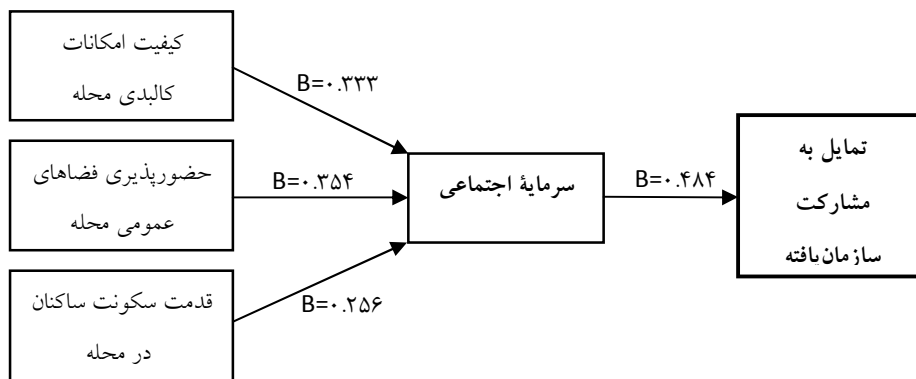 کیفیت امکانات
کالبدی محله
B=۰.۳۳۳
حضورپذیری فضاهای
عمومی محله
B=۰.۳۵۴
قدمت سکونت ساکنان
در محله
B=۰.۲۵۶
سرمایۀ اجتماعی
B=۰.۴۸۴
تمایل به
مشارکت
سازمان‌یافته